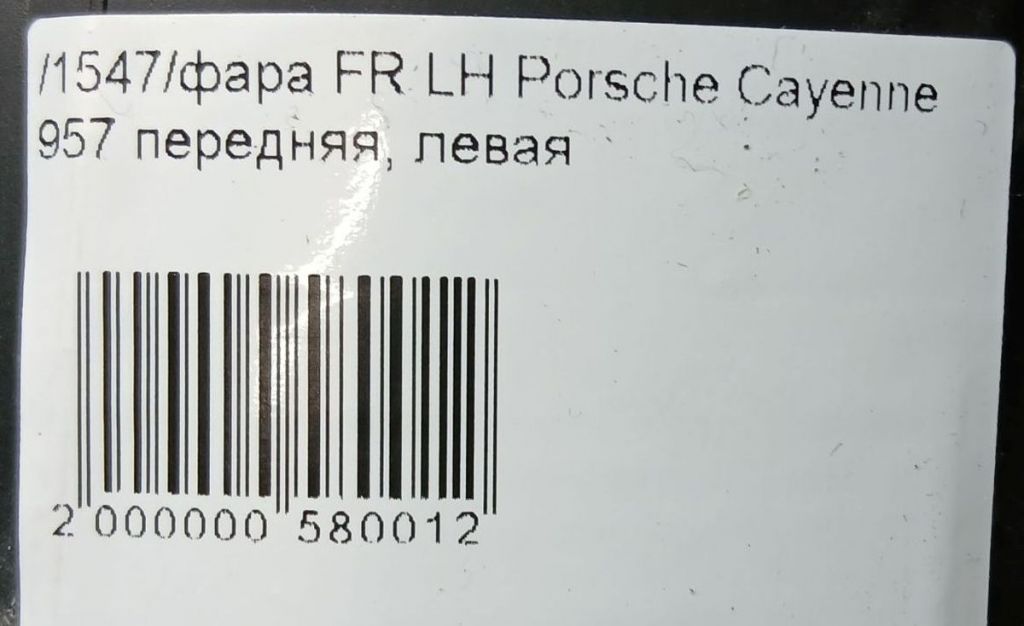 /1547/фара FR LH Porsche Cayenne
957 передняя, левая
2 000000 580012